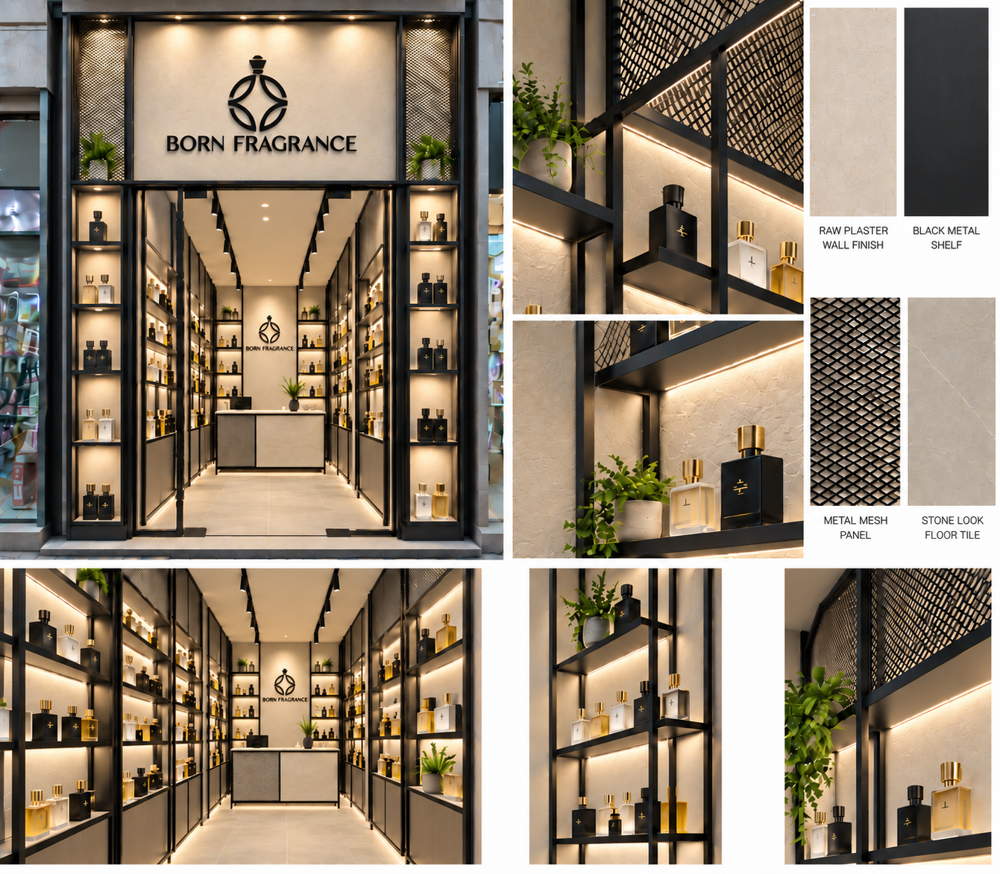 BORN FRAGRANCE
BORN FRAGRANCE
RAW PLASTER
WALL FINISH
BLACK METAL
SHELF
METAL MESH
PANEL
STONE LOOK
FLOOR TILE
BORN FRAGRANCE